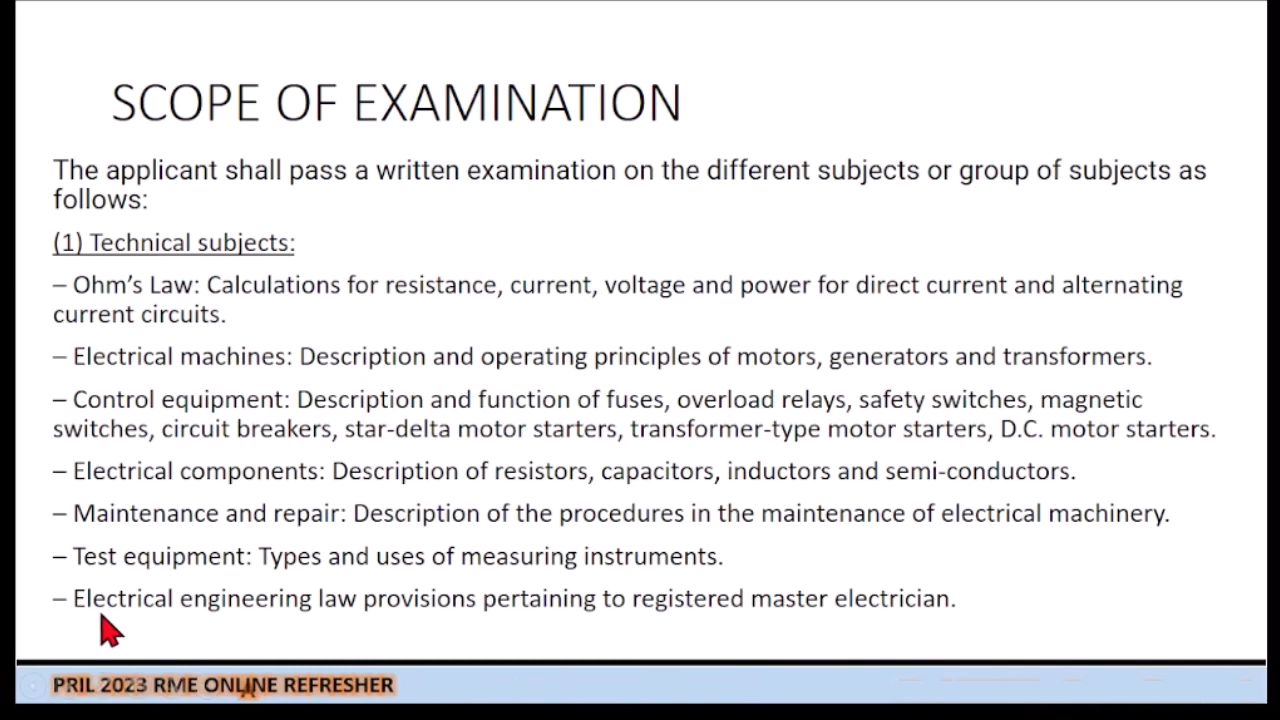 SCOPE OF EXAMINATION
The applicant shall pass a written examination on the different subjects or group of subjects as
follows:
(1) Technical subjects:
– Ohm’s Law: Calculations for resistance, current, voltage and power for direct current and alternating
current circuits.
– Electrical machines: Description and operating principles of motors, generators and transformers.
– Control equipment: Description and function of fuses, overload relays, safety switches, magnetic
switches, circuit breakers, star-delta motor starters, transformer-type motor starters, D.C. motor starters.
– Electrical components: Description of resistors, capacitors, inductors and semi-conductors.
– Maintenance and repair: Description of the procedures in the maintenance of electrical machinery.
– Test equipment: Types and uses of measuring instruments.
– Electrical engineering law provisions pertaining to registered master electrician.
PRIL 2023 RME ONLINE REFRESHER